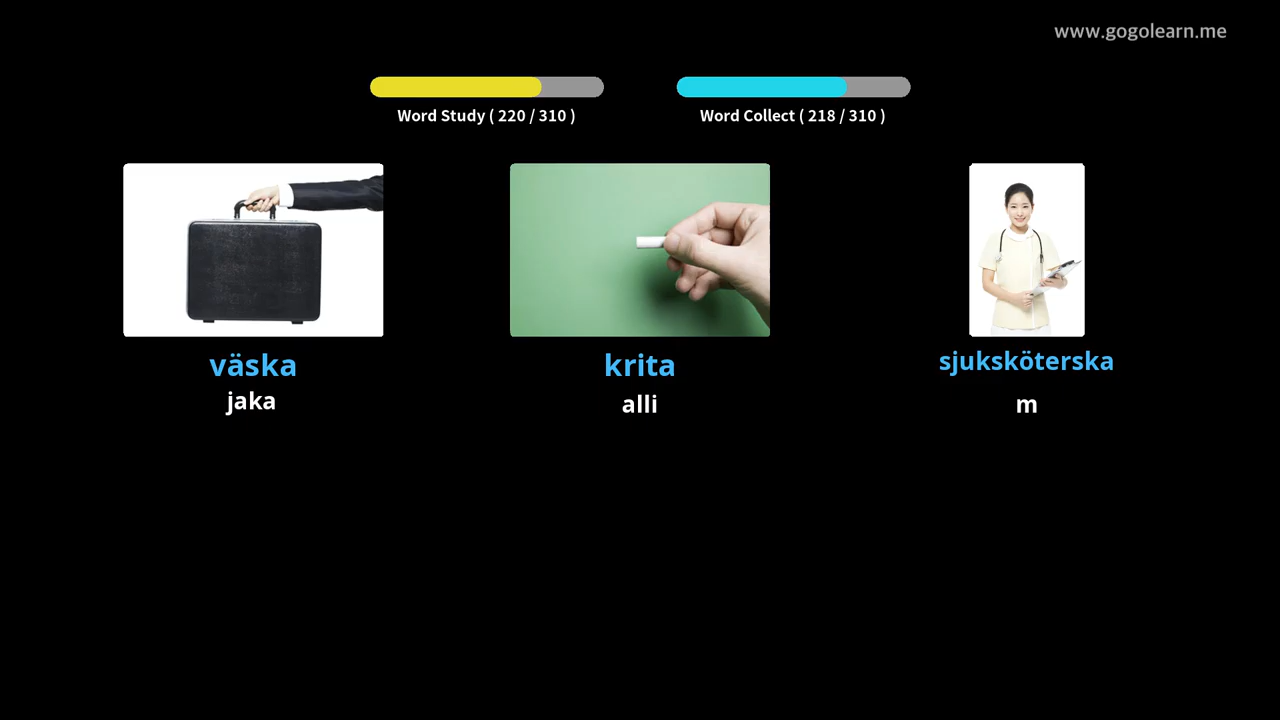 www.gogolearn.me
Word Study ( 220 / 310 )
Word Collect ( 218 / 310 )
väska
krita
sjuksköterska
jaka
alli
m